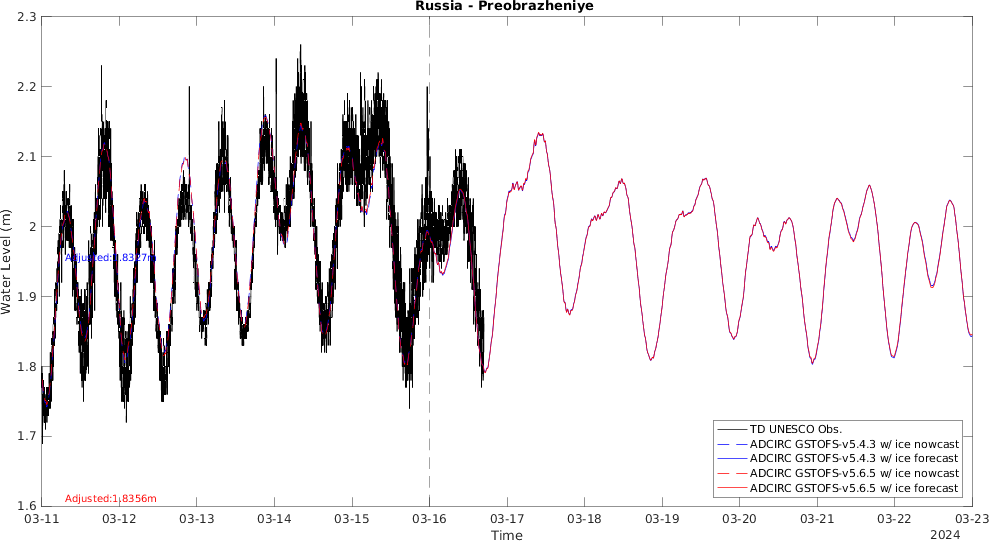 Russia - Preobrazheniye
2.3
2.2
2.1
2
1.9
1.8
1.7
1.6
Water Level (m)
Adjusted:1.8327m
Adjusted:1.8356m
TD UNESCO Obs.
ADCIRC GSTOFS-v5.4.3 w/ ice nowcast
ADCIRC GSTOFS-v5.4.3 w/ ice forecast
ADCIRC GSTOFS-v5.6.5 w/ ice nowcast
ADCIRC GSTOFS-v5.6.5 w/ ice forecast
03-11 03-12 03-13 03-14 03-15 03-16 03-17 03-18 03-19 03-20 03-21 03-22 03-23
Time
2024